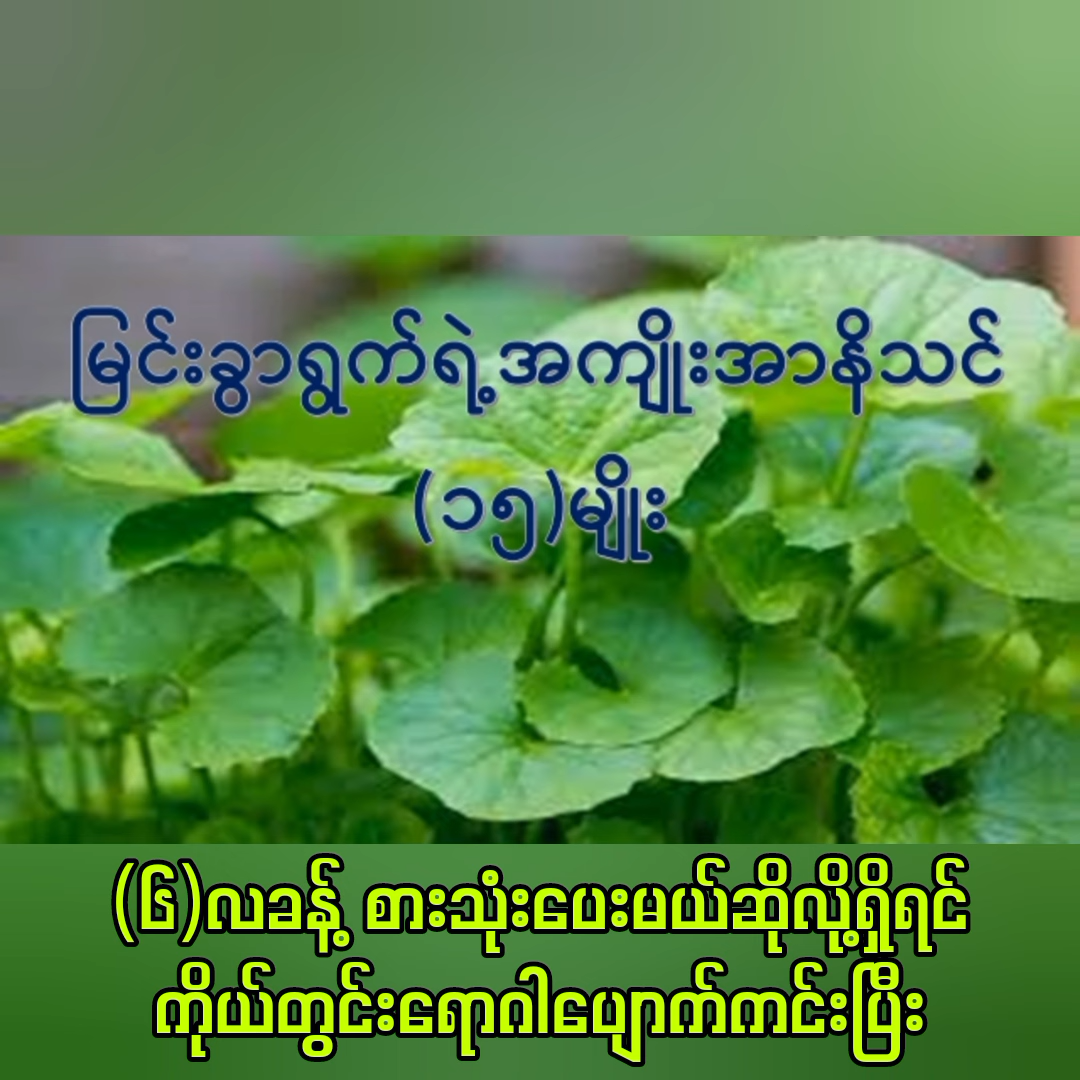 မြင်းခွာရွက်ရဲ့အကျိုးအာနိသင်
(၁၅)မျိုး
(၆)လခန့် စားသုံးပေးမယ်ဆိုလို့ရှိရင်
ကိုယ်တွင်းရောဂါပျောက်ကင်းပြီး